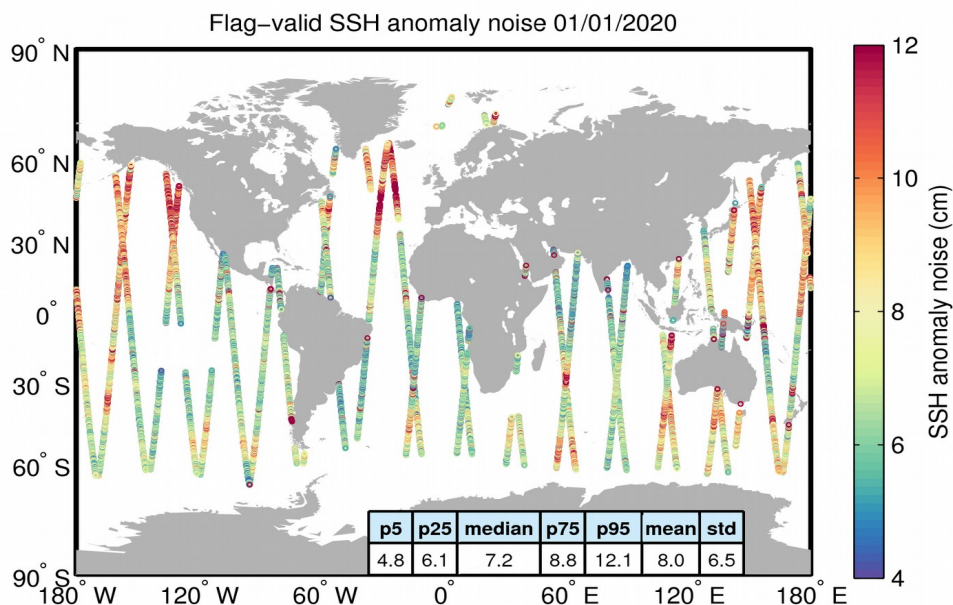 Flag−valid SSH anomaly noise 01/01/2020
90° N
60° N
30° N
0°
30° S
60° S
90° S
180° W
120° W
60° W
0°
60° E
120° E
180° E
12
10
8
6
4
SSH anomaly noise (cm)
p5 p25 median p75 p95 mean std
4.8 6.1 7.2 8.8 12.1 8.0 6.5